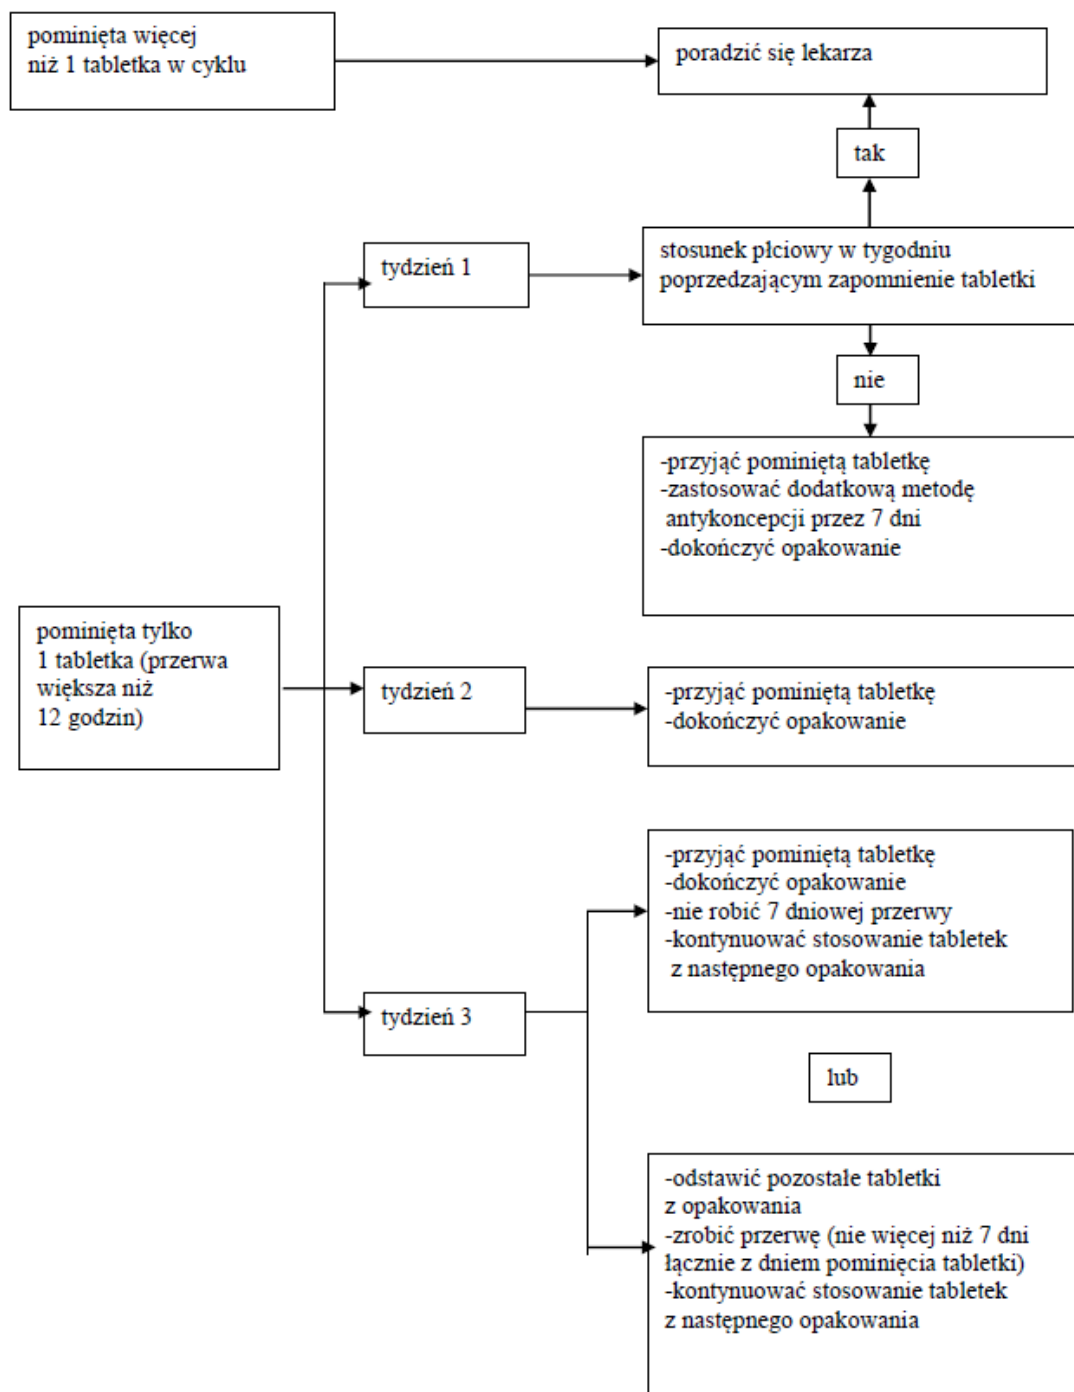 pominięta więcej
niż 1 tabletka w cyklu
poradzić się lekarza
tak
tydzień 1
stosunek płciowy w tygodniu
poprzedzającym zapomnienie tabletki
nie
-przyjąć pominiętą tabletkę
-zastosować dodatkową metodę
antykoncepcji przez 7 dni
-dokończyć opakowanie
pominięta tylko
1 tabletka (przerwa
większa niż
12 godzin)
tydzień 2
-przyjąć pominiętą tabletkę
-dokończyć opakowanie
-przyjąć pominiętą tabletkę
-dokończyć opakowanie
-nie robić 7 dniowej przerwy
-kontynuować stosowanie tabletek
z następnego opakowania
tydzień 3
lub
-odstawić pozostałe tabletki
z opakowania
-zrobić przerwę (nie więcej niż 7 dni
łącznie z dniem pominięcia tabletki)
-kontynuować stosowanie tabletek
z następnego opakowania